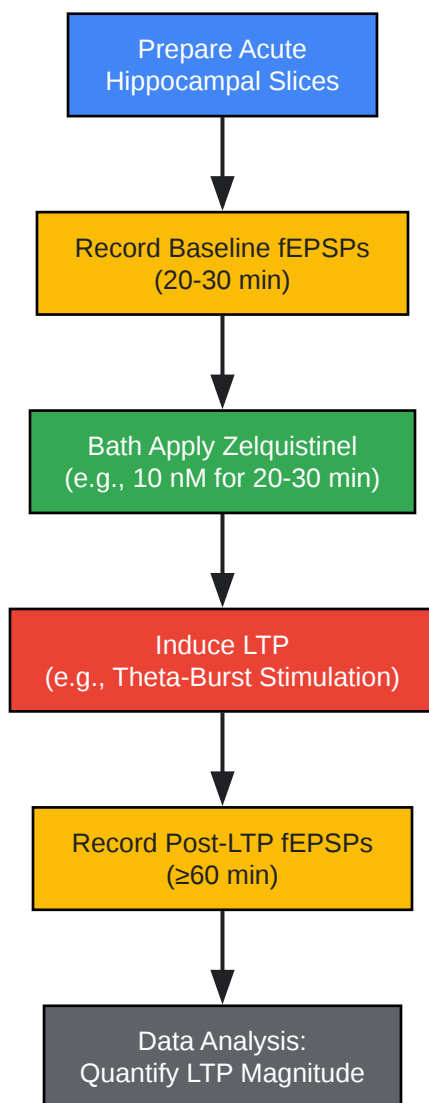 Prepare Acute
Hippocampal Slices
Record Baseline fEPSPs
(20-30 min)
Bath Apply Zelquistinel
(e.g., 10 nM for 20-30 min)
Induce LTP
(e.g., Theta-Burst Stimulation)
Record Post-LTP fEPSPs
(≥60 min)
Data Analysis:
Quantify LTP Magnitude